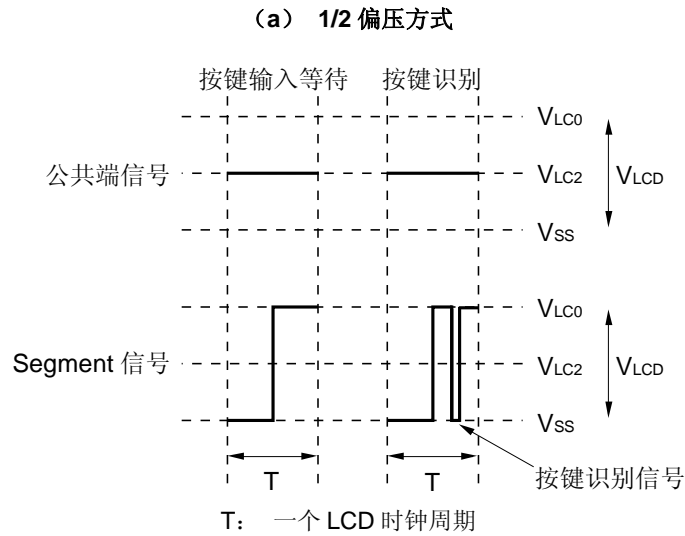 （a） 1/2 偏压方式
按键输入等待 按键识别
VLC0
公共端信号 VLC2 VLCD
VSS
VLC0
Segment 信号 VLC2 VLCD
VSS
T T 按键识别信号
T： 一个 LCD 时钟周期